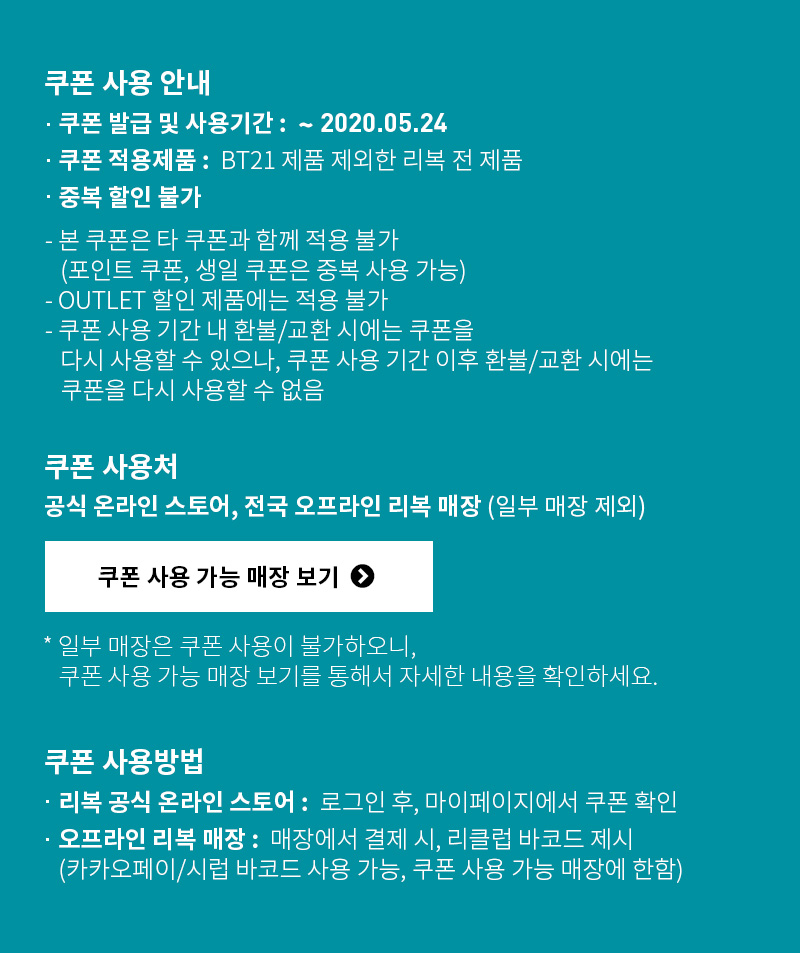 쿠폰 사용 안내
· 쿠폰 발급 및 사용기간 : ~ 2020.05.24
· 쿠폰 적용제품 : BT21 제품 제외한 리복 전 제품
· 중복 할인 불가
- 본 쿠폰은 타 쿠폰과 함께 적용 불가
(포인트 쿠폰, 생일 쿠폰은 중복 사용 가능)
- OUTLET 할인 제품에는 적용 불가
- 쿠폰 사용 기간 내 환불/교환 시에는 쿠폰을
다시 사용할 수 있으나, 쿠폰 사용 기간 이후 환불/교환 시에는
쿠폰을 다시 사용할 수 없음
쿠폰 사용처
공식 온라인 스토어, 전국 오프라인 리복 매장 (일부 매장 제외)
쿠폰 사용 가능 매장 보기
* 일부 매장은 쿠폰 사용이 불가하오니,
쿠폰 사용 가능 매장 보기를 통해서 자세한 내용을 확인하세요.
쿠폰 사용방법
· 리복 공식 온라인 스토어 : 로그인 후, 마이페이지에서 쿠폰 확인
· 오프라인 리복 매장 : 매장에서 결제 시, 리클럽 바코드 제시
(카카오페이/시럽 바코드 사용 가능, 쿠폰 사용 가능 매장에 한함)